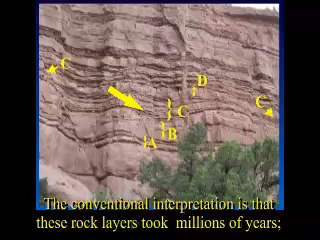 C
D
C
C
B
A
The conventional interpretation is that
these rock layers took millions of years;